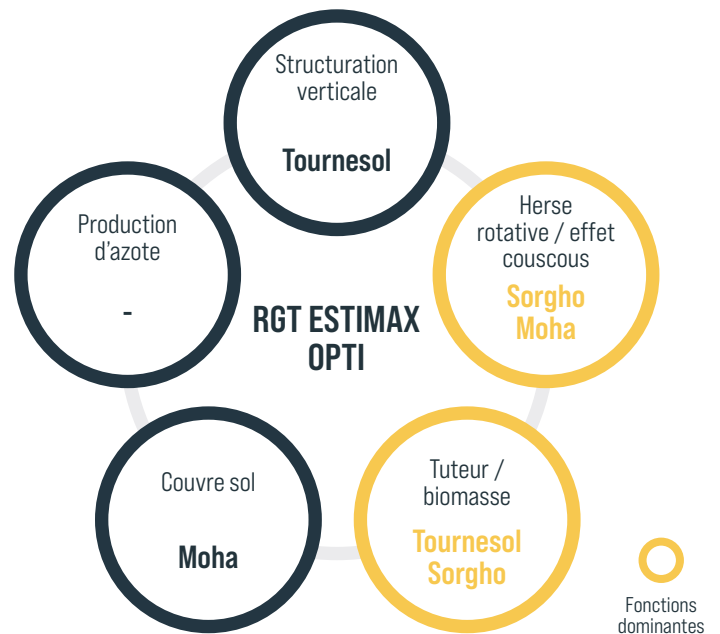 Structuration
verticale
Tournesol
Herse
rotative / effet
couscous
Sorgho
Moha
Production
d'azote
-
RGT ESTIMAX
OPTI
Tuteur /
biomasse
Tournesol
Sorgho
Couvre sol
Moha
Fonctions
dominantes